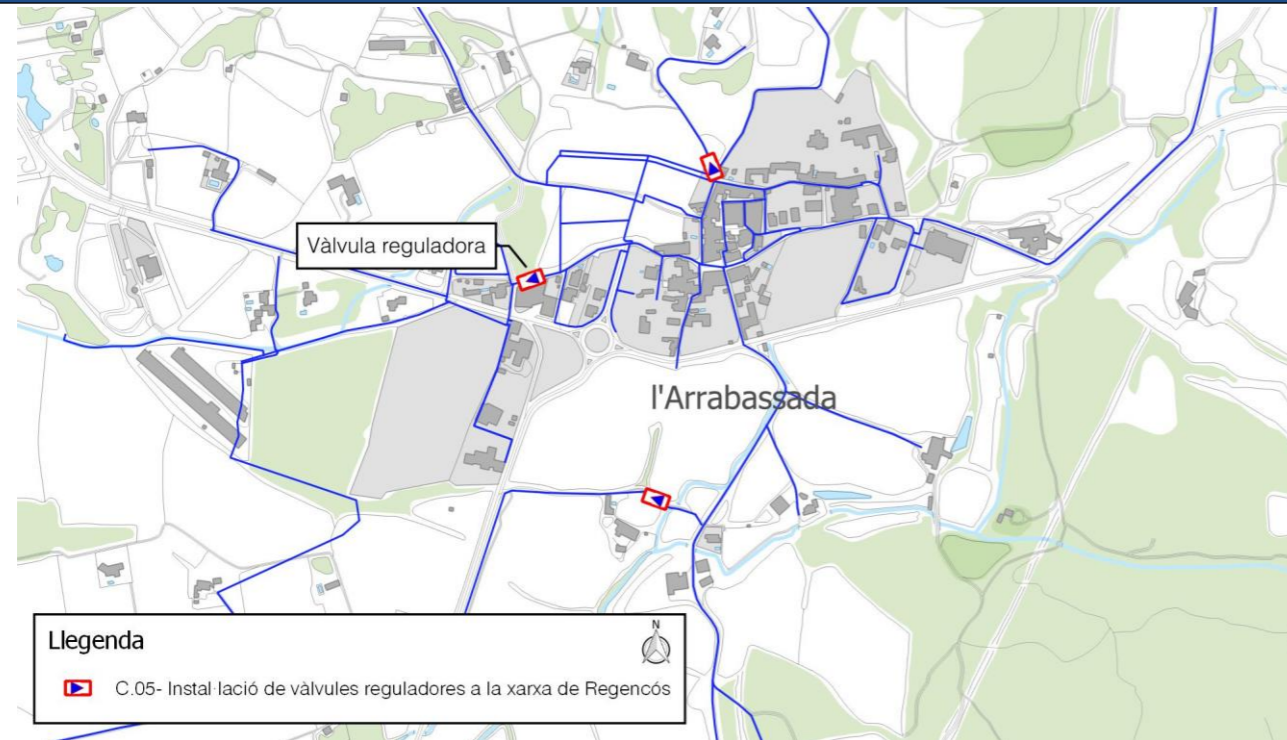 Vàlvula reguladora
l'Arrabassada
Llegenda
N
C.05- Instal·lació de vàlvules reguladores a la xarxa de Regencós